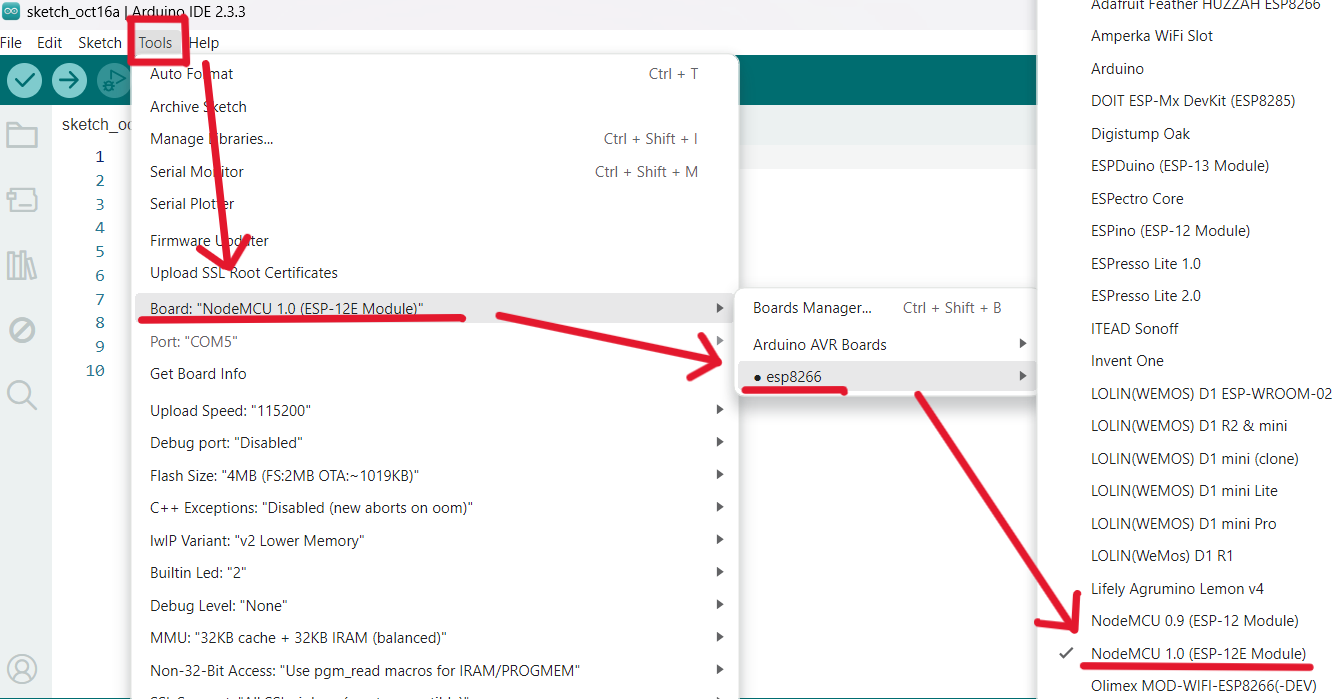 sketch_oct16a | Arduino IDE 2.3.3
File Edit Sketch Tools Help
Auto Format Ctrl + T
Archive Sketch
Manage Libraries... Ctrl + Shift + I
Serial Monitor Ctrl + Shift + M
Serial Plotter
Firmware Updater
Upload SSL Root Certificates
Board: "NodeMCU 1.0 (ESP-12E Module)"
Port: "COM5"
Get Board Info
Upload Speed: "115200"
Debug port: "Disabled"
Flash Size: "4MB (FS:2MB OTA:~1019KB)"
C++ Exceptions: "Disabled (new aborts on oom)"
lwIP Variant: "v2 Lower Memory"
Builtin Led: "2"
Debug Level: "None"
MMU: "32KB cache + 32KB IRAM (balanced)"
Non-32-Bit Access: "Use pgm_read macros for IRAM/PROGMEM"
sketch_oc
1
2
3
4
5
6
7
8
9
10
Boards Manager... Ctrl + Shift + B
Arduino AVR Boards
● esp8266
Adafruit Feather HUZZAH ESP8266
Amperka WiFi Slot
Arduino
DOIT ESP-Mx DevKit (ESP8285)
Digistump Oak
ESPDuino (ESP-13 Module)
ESPectro Core
ESPino (ESP-12 Module)
ESPresso Lite 1.0
ESPresso Lite 2.0
ITEAD Sonoff
Invent One
LOLIN(WEMOS) D1 ESP-WROOM-02
LOLIN(WEMOS) D1 R2 & mini
LOLIN(WEMOS) D1 mini (clone)
LOLIN(WEMOS) D1 mini Lite
LOLIN(WEMOS) D1 mini Pro
LOLIN(WeMos) D1 R1
Lifely Agrumino Lemon v4
NodeMCU 0.9 (ESP-12 Module)
✓ NodeMCU 1.0 (ESP-12E Module)
Olimex MOD-WIFI-ESP8266(-DEV)